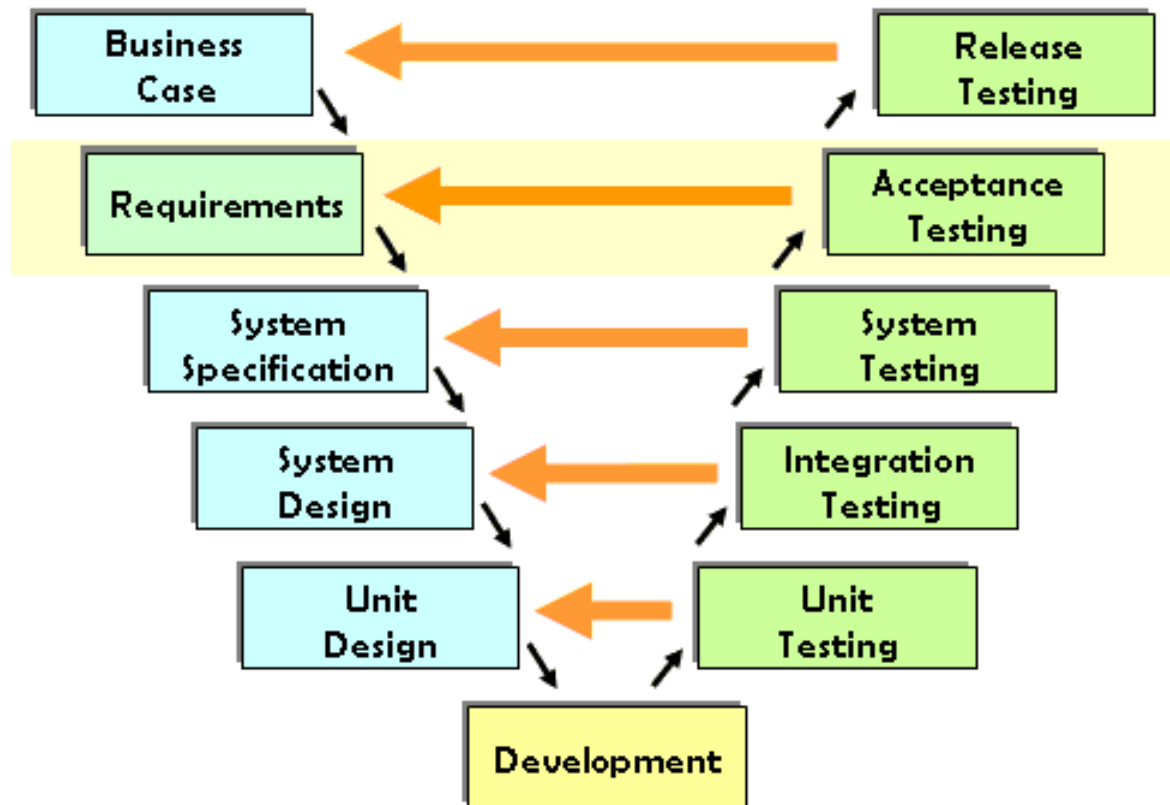 Business
Case
Release
Testing
Requirements
Acceptance
Testing
System
Specification
System
Testing
System
Design
Integration
Testing
Unit
Design
Unit
Testing
Development